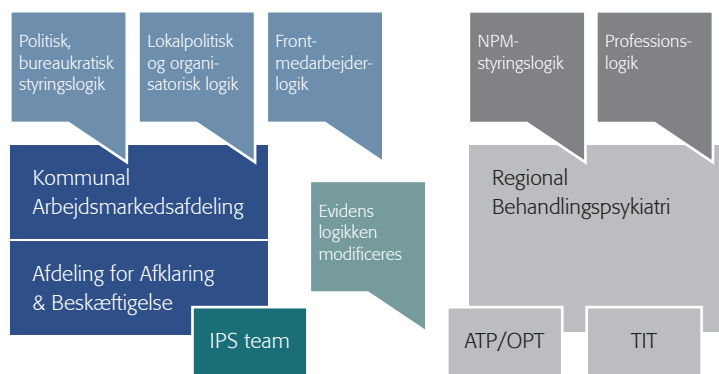 Politisk,
bureaukratisk
styringslogik
Lokalpolitisk
og organi-
satorisk logik
Front-
medarbejder-
logik
NPM-
styringslogik
Professions-
logik
Kommunal
Arbejdsmarkedsafdeling
Regional
Behandlingspsykiatri
Evidens
logikken
modificeres
Afdeling for Afklaring
& Beskæftigelse
IPS team
ATP/OPT
TIT